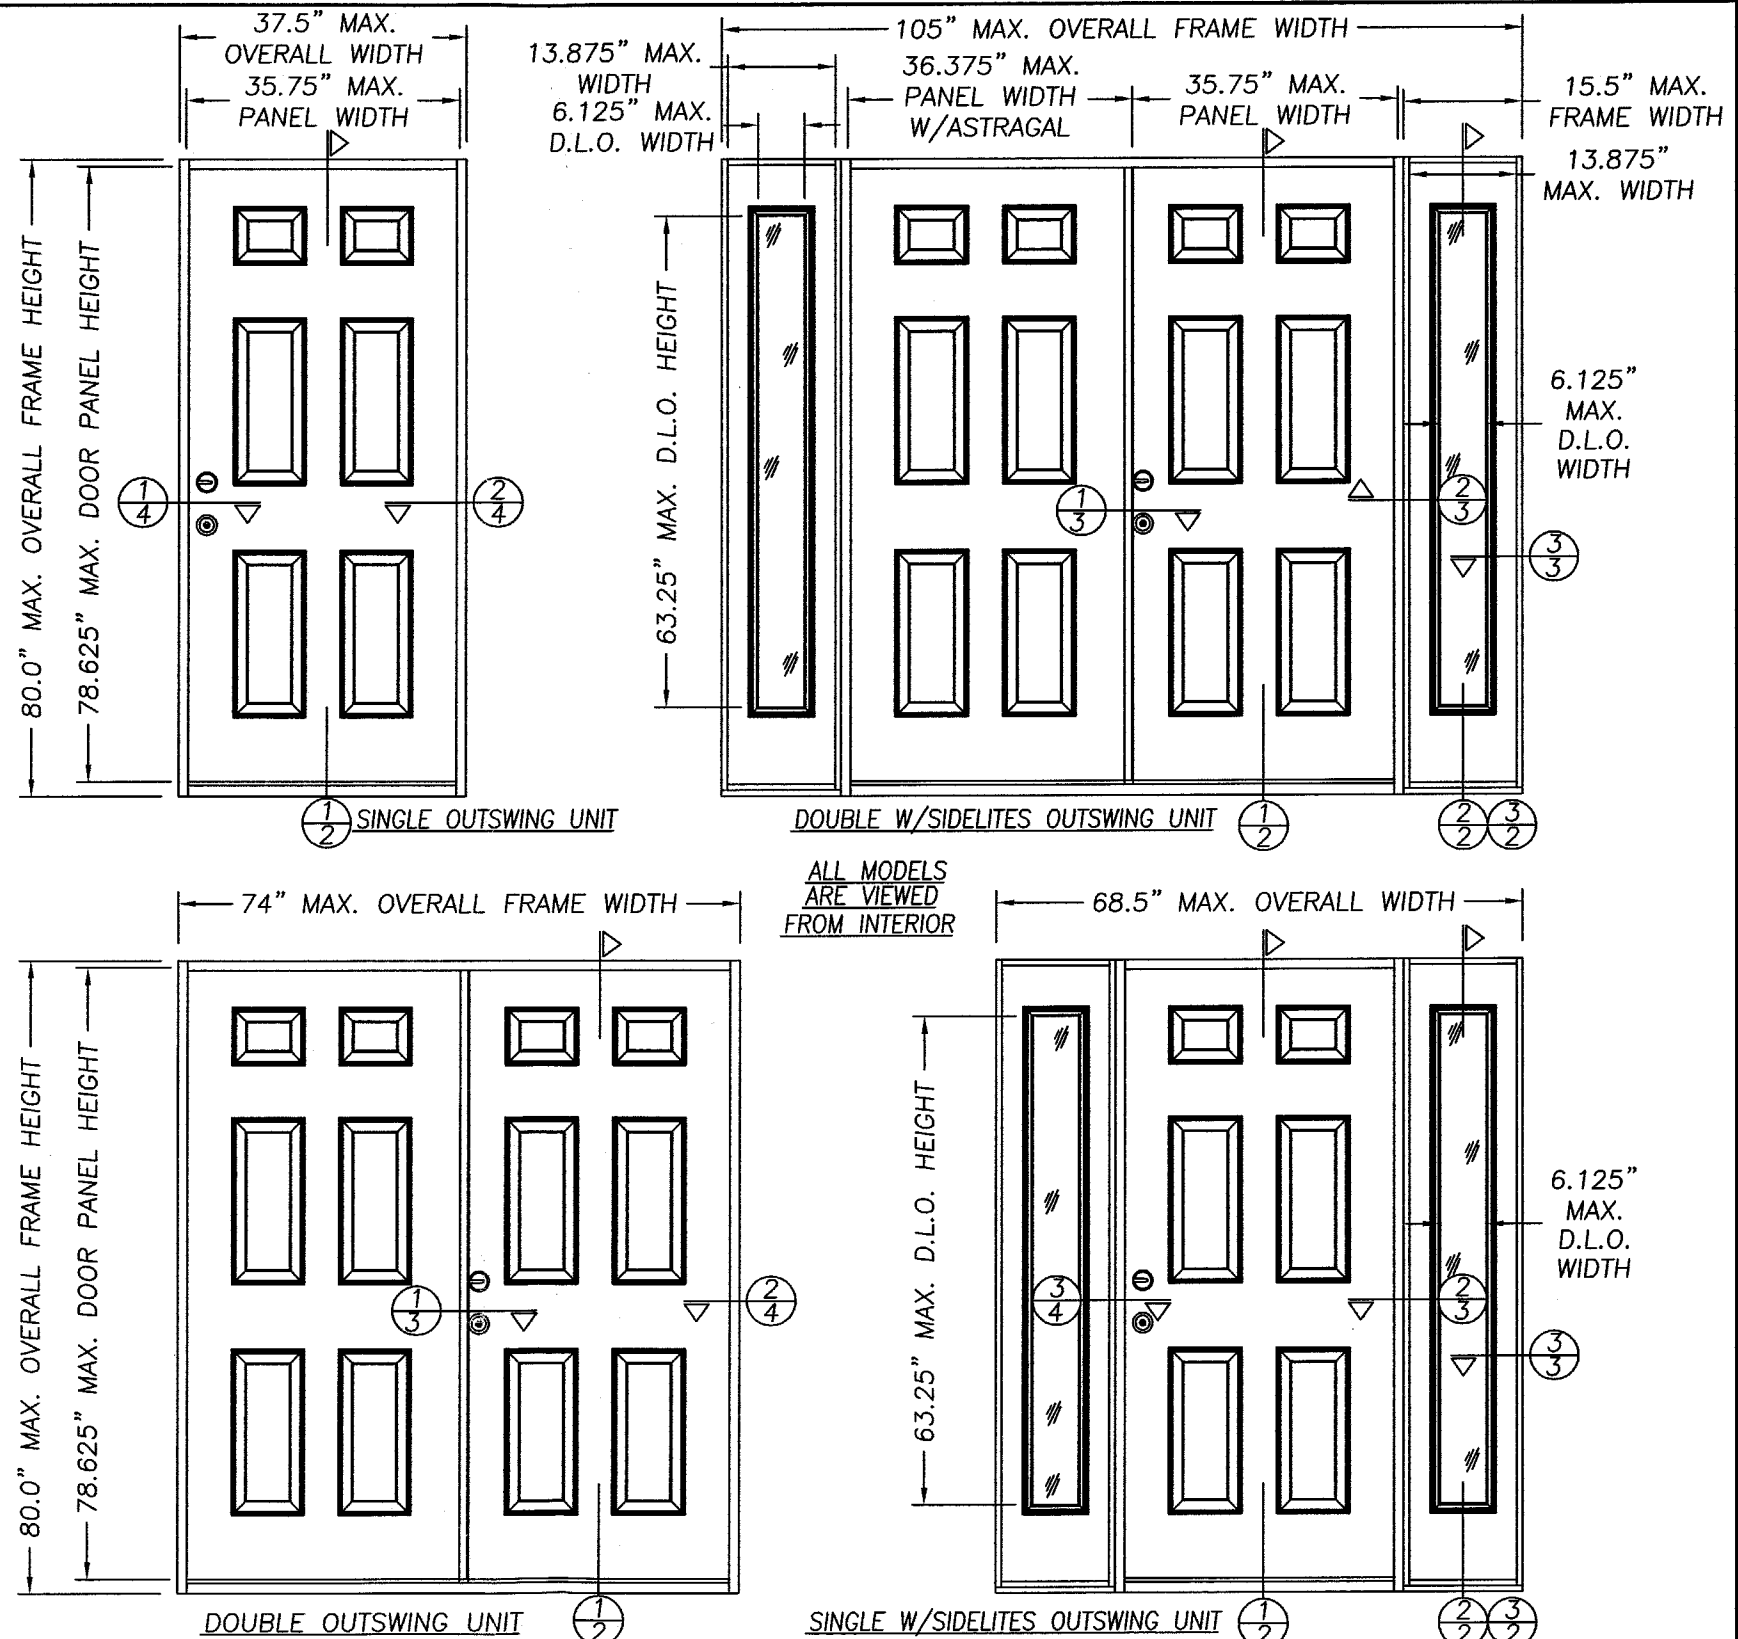 37.5" MAX.
OVERALL WIDTH
35.75" MAX.
PANEL WIDTH
80.0" MAX. OVERALL FRAME HEIGHT
78.625" MAX. DOOR PANEL HEIGHT
1
4
2
4
1
2
SINGLE OUTSWING UNIT
105" MAX. OVERALL FRAME WIDTH
13.875" MAX.
WIDTH
6.125" MAX.
D.L.O. WIDTH
36.375" MAX.
PANEL WIDTH
W/ASTRAGAL
35.75" MAX.
PANEL WIDTH
15.5" MAX.
FRAME WIDTH
13.875"
MAX. WIDTH
63.25" MAX. D.L.O. HEIGHT
6.125"
MAX.
D.L.O.
WIDTH
1
3
2
3
3
3
DOUBLE W/SIDELITES OUTSWING UNIT
1
2
2
2
3
2
ALL MODELS
ARE VIEWED
FROM INTERIOR
74" MAX. OVERALL FRAME WIDTH
80.0" MAX. OVERALL FRAME HEIGHT
78.625" MAX. DOOR PANEL HEIGHT
1
3
2
4
DOUBLE OUTSWING UNIT
1
2
68.5" MAX. OVERALL WIDTH
63.25" MAX. D.L.O. HEIGHT
6.125"
MAX.
D.L.O.
WIDTH
3
4
2
3
3
3
SINGLE W/SIDELITES OUTSWING UNIT
1
2
2
2
3
2